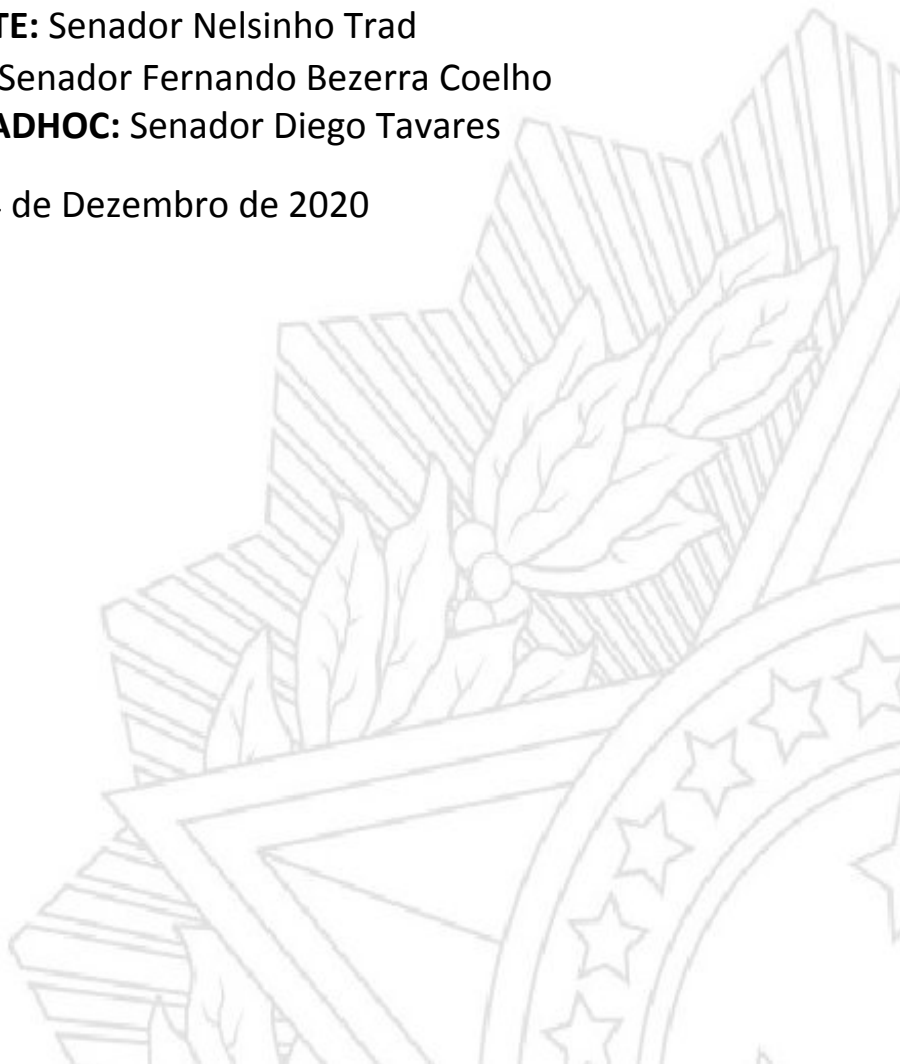 TE: Senador Nelsinho Trad
Senador Fernando Bezerra Coelho
ADHOC: Senador Diego Tavares
de Dezembro de 2020